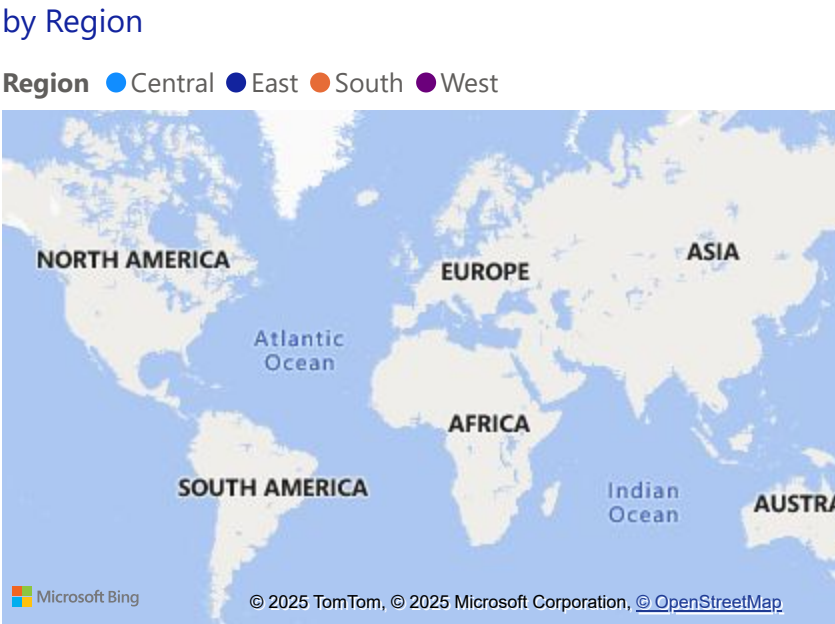 by Region
Region Central East South West
NORTH AMERICA
ASIA
EUROPE
Atlantic
Ocean
AFRICA
SOUTH AMERICA
Indian
Ocean
AUSTRA
Microsoft Bing
© 2025 TomTom, © 2025 Microsoft Corporation, © OpenStreetMap